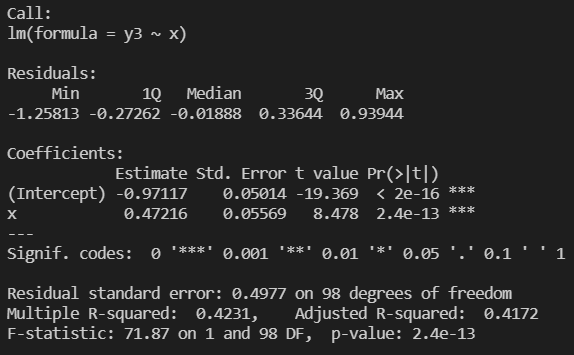 Call:
lm(formula = y3 ~ x)
Residuals:
     Min       1Q   Median       3Q      Max
-1.25813 -0.27262 -0.01888  0.33644  0.93944
Coefficients:
            Estimate Std. Error t value Pr(>|t|)
(Intercept) -0.97117    0.05014 -19.369  < 2e-16 ***
x            0.47216    0.05569   8.478  2.4e-13 ***
---
Signif. codes:  0 '***' 0.001 '**' 0.01 '*' 0.05 '.' 0.1 ' ' 1
Residual standard error: 0.4977 on 98 degrees of freedom
Multiple R-squared:  0.4231,    Adjusted R-squared:  0.4172
F-statistic: 71.87 on 1 and 98 DF,  p-value: 2.4e-13